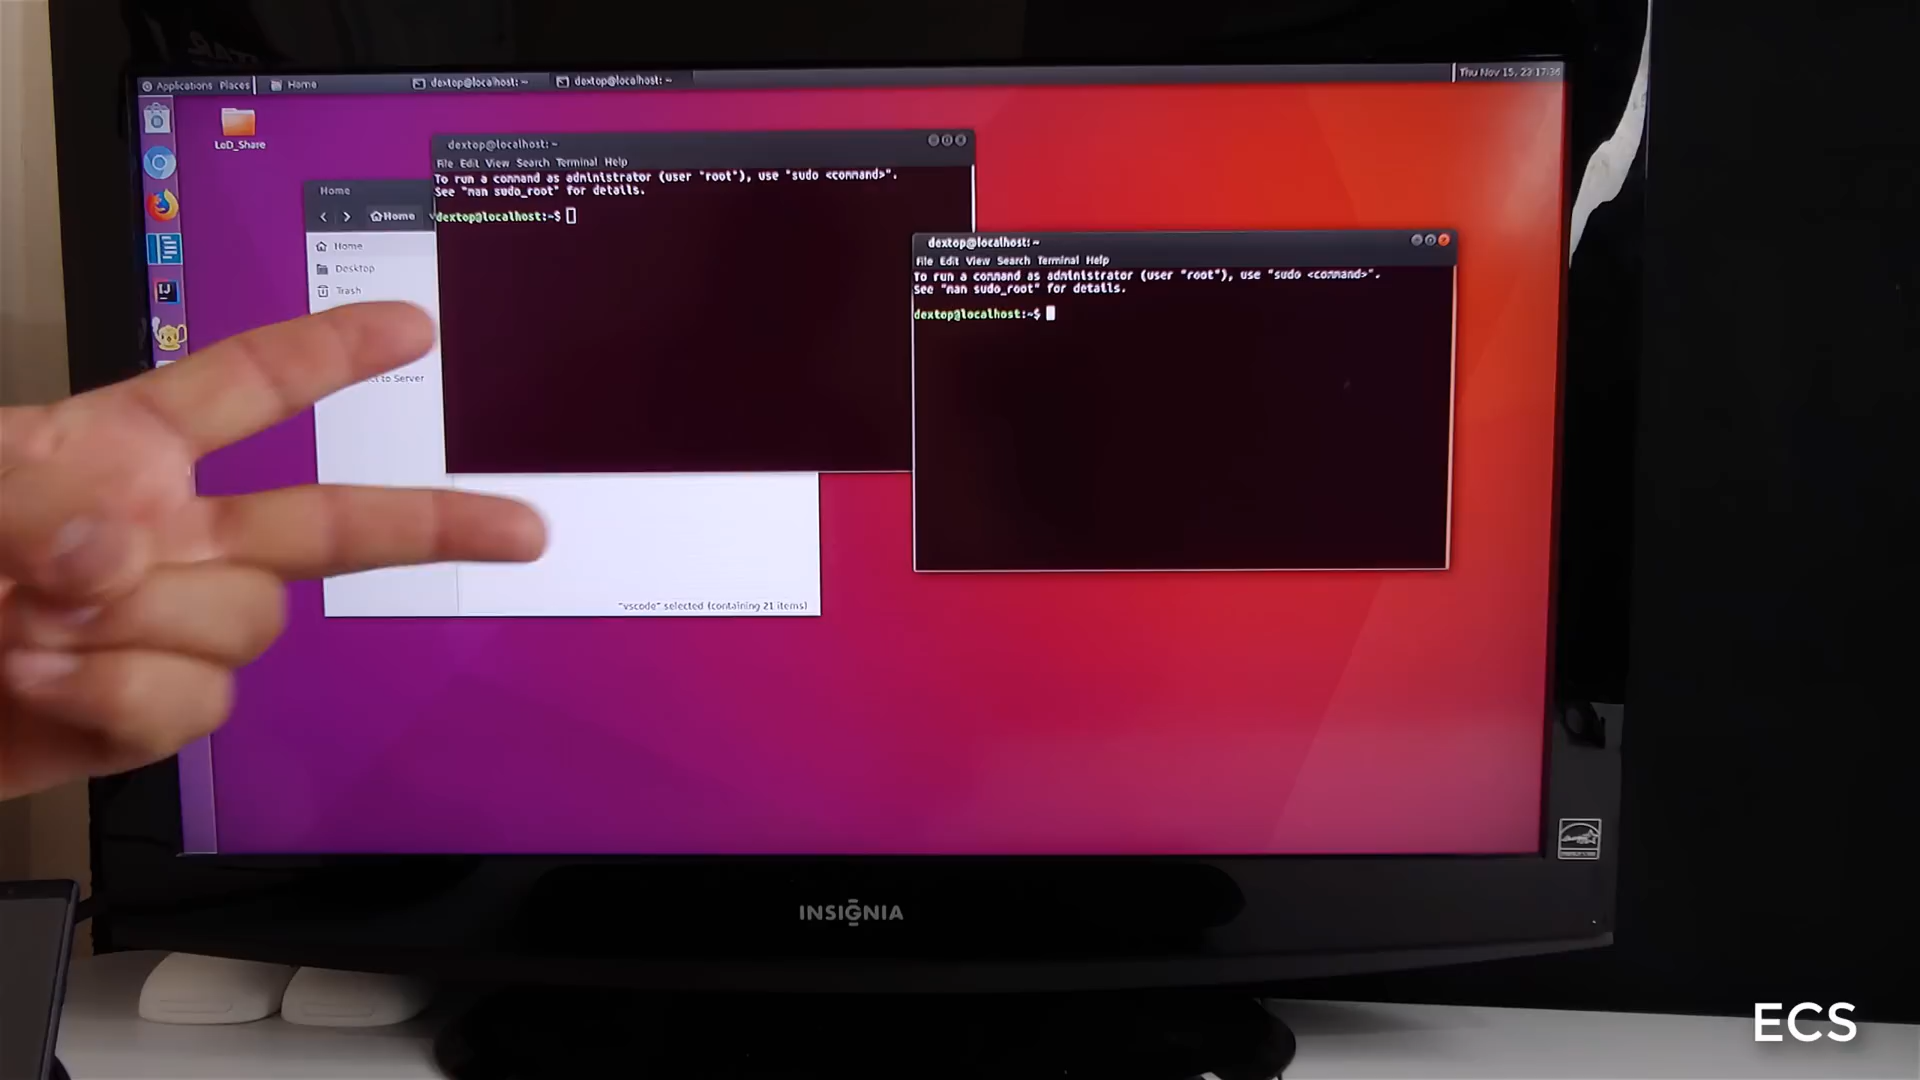 Applications Places
Home
dextop@localhost: ~
dextop@localhost: ~
Thu Nov 15, 23:17:36
LoD_Share
dextop@localhost: ~
File Edit View Search Terminal Help
To run a command as administrator (user "root"), use "sudo <command>".
See "man sudo_root" for details.
dextop@localhost:~$
Home
Home
Home
Desktop
Trash
ct to Server
"vscode" selected (containing 21 items)
dextop@localhost: ~
File Edit View Search Terminal Help
To run a command as administrator (user "root"), use "sudo <command>".
See "man sudo_root" for details.
dextop@localhost:~$
IJ
INSIGNIA
ECS